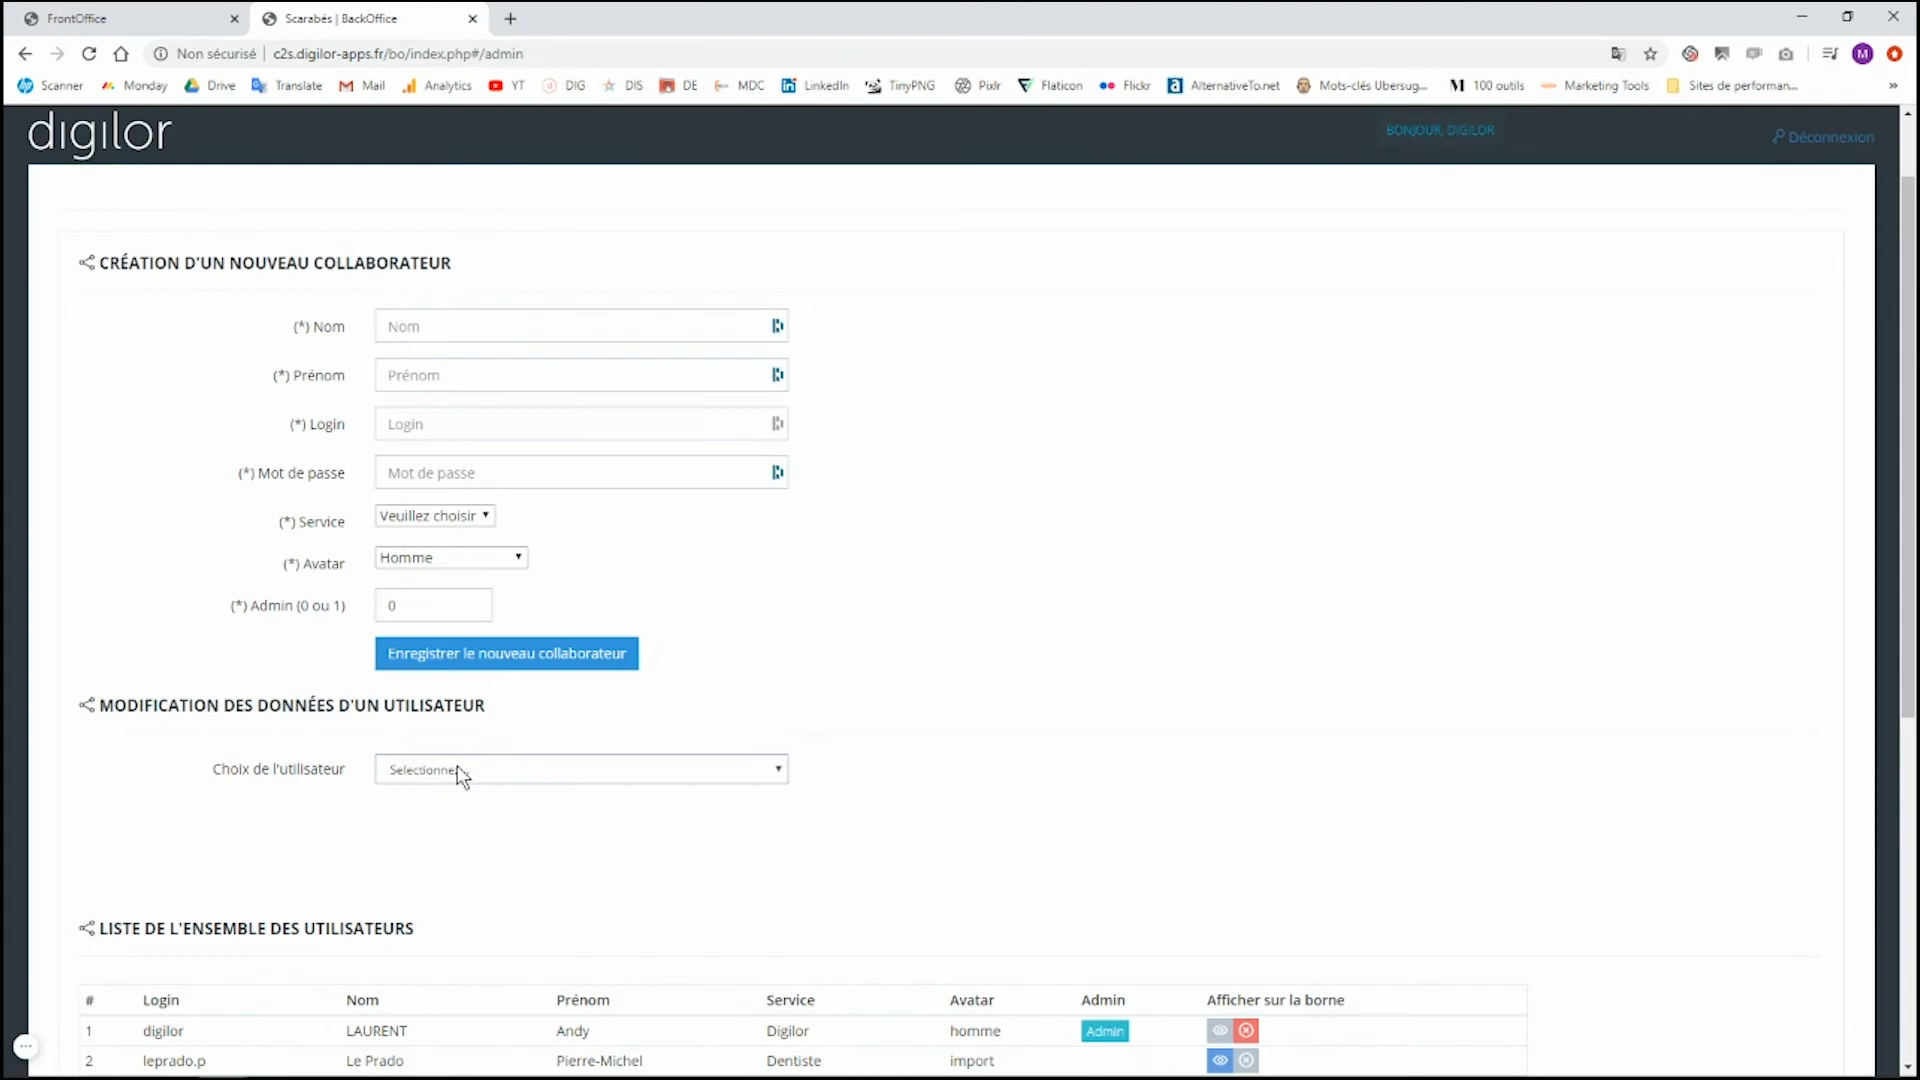 FrontOffice
Scarabés | BackOffice
Non sécurisé | c2s.digilor-apps.fr/bo/index.php#/admin
M
Scanner Monday Drive Translate Mail Analytics YT DIG DIS DE MDC LinkedIn TinyPNG Pixlr Flaticon Flickr AlternativeTo.net Mots-clés Ubersug... M 100 outils Marketing Tools Sites de performan... »
digilor
BONJOUR, DIGILOR
Déconnexion
CRÉATION D'UN NOUVEAU COLLABORATEUR
(*) Nom Nom
(*) Prénom Prénom
(*) Login Login
(*) Mot de passe Mot de passe
(*) Service Veuillez choisir
(*) Avatar Homme
(*) Admin (0 ou 1) 0
Enregistrer le nouveau collaborateur
MODIFICATION DES DONNÉES D'UN UTILISATEUR
Choix de l'utilisateur
LISTE DE L'ENSEMBLE DES UTILISATEURS
# Login Nom Prénom Service Avatar Admin Afficher sur la borne
1 digilor LAURENT Andy Digilor homme Admin
2 leprado.p Le Prado Pierre-Michel Dentiste import